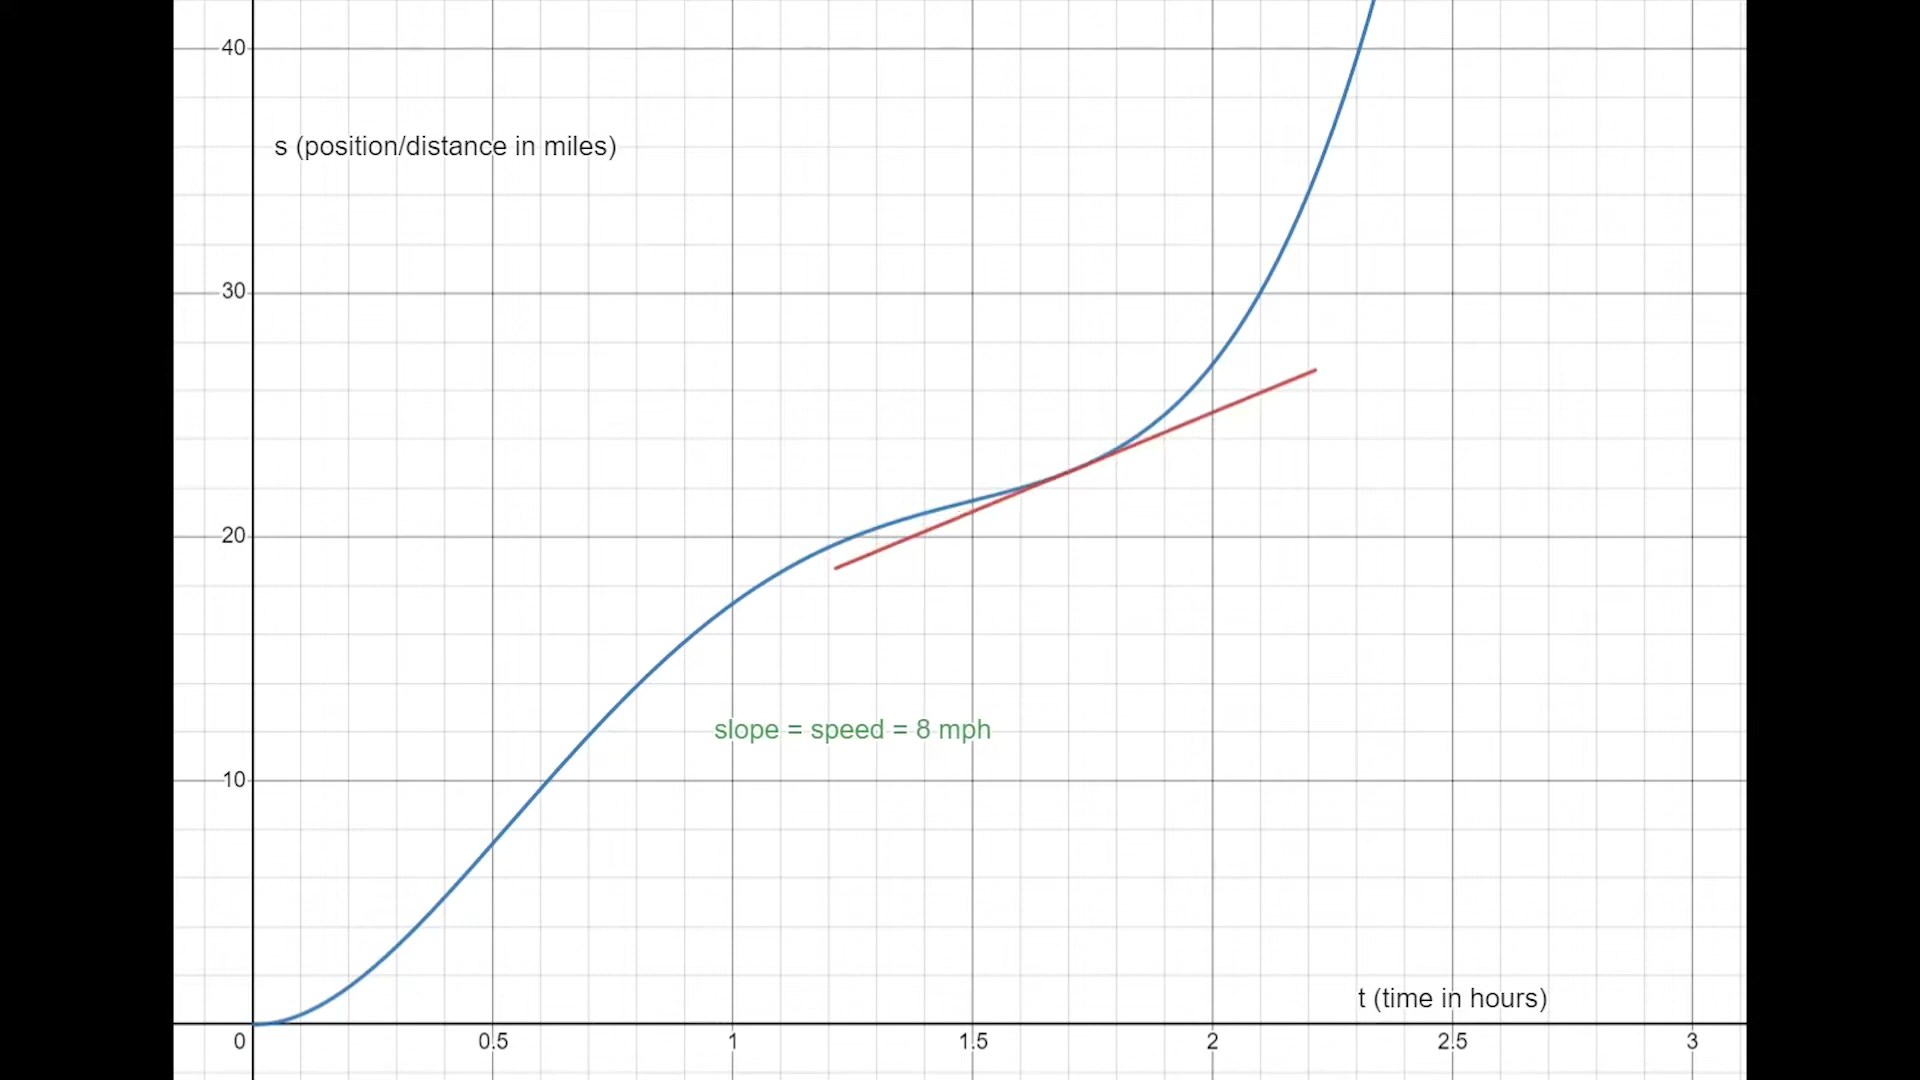 40
s (position/distance in miles)
30
20
slope = speed = 8 mph
10
t (time in hours)
0 0.5 1 1.5 2 2.5 3